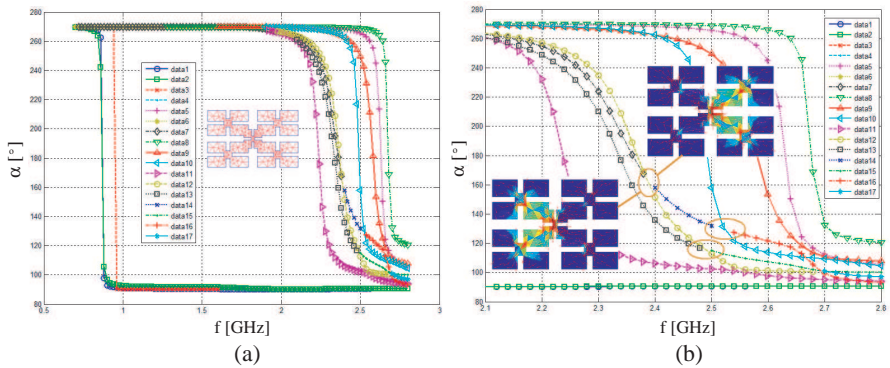 270
260
240
220
200
180
160
140
120
100
80
α [°]
data1
data2
data3
data4
data5
data6
data7
data8
data9
data10
data11
data12
data13
data14
data15
data16
data17
0.5
1
1.5
2
2.5
3
f [GHz]
(a)
280
260
240
220
200
180
160
140
120
100
80
α [°]
data1
data2
data3
data4
data5
data6
data7
data8
data9
data10
data11
data12
data13
data14
data15
data16
data17
2.1
2.2
2.3
2.4
2.5
2.6
2.7
2.8
f [GHz]
(b)